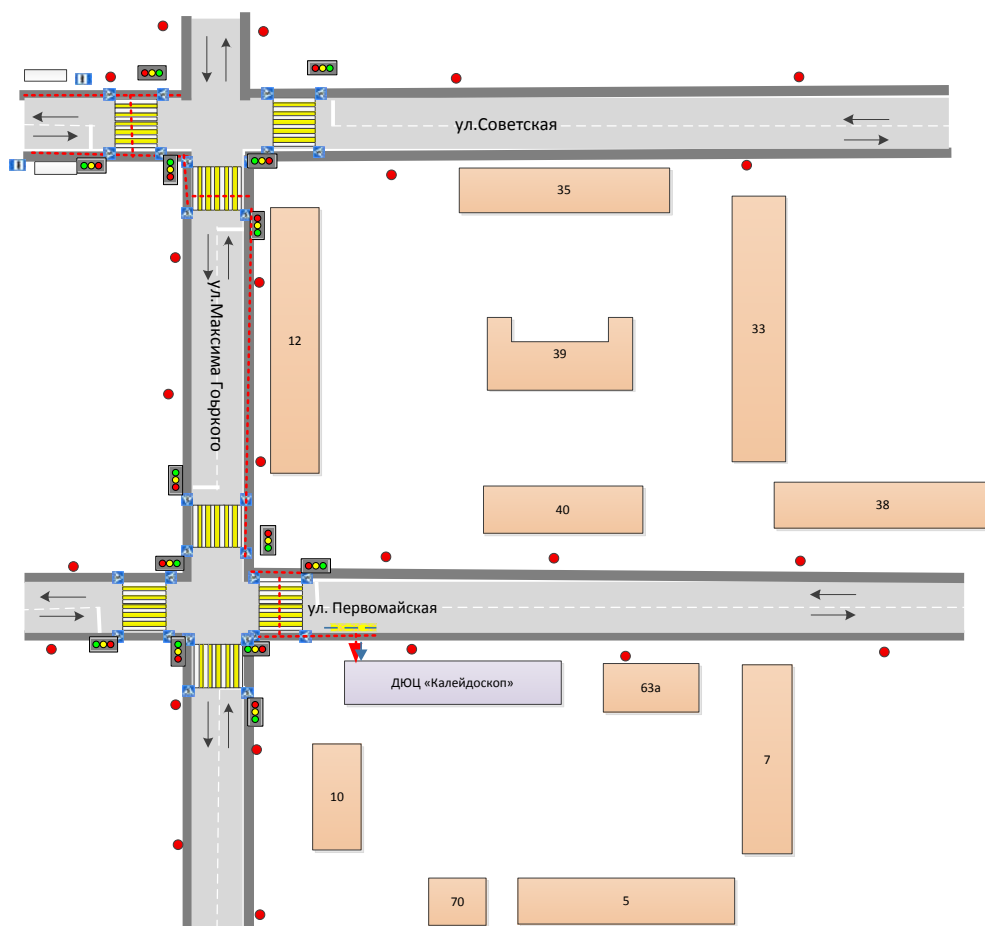 ул.Советская
35
33
12
39
ул.Максима Гоьркого
40
38
ул. Первомайская
ДЮЦ «Калейдоскоп»
63а
7
10
70
5